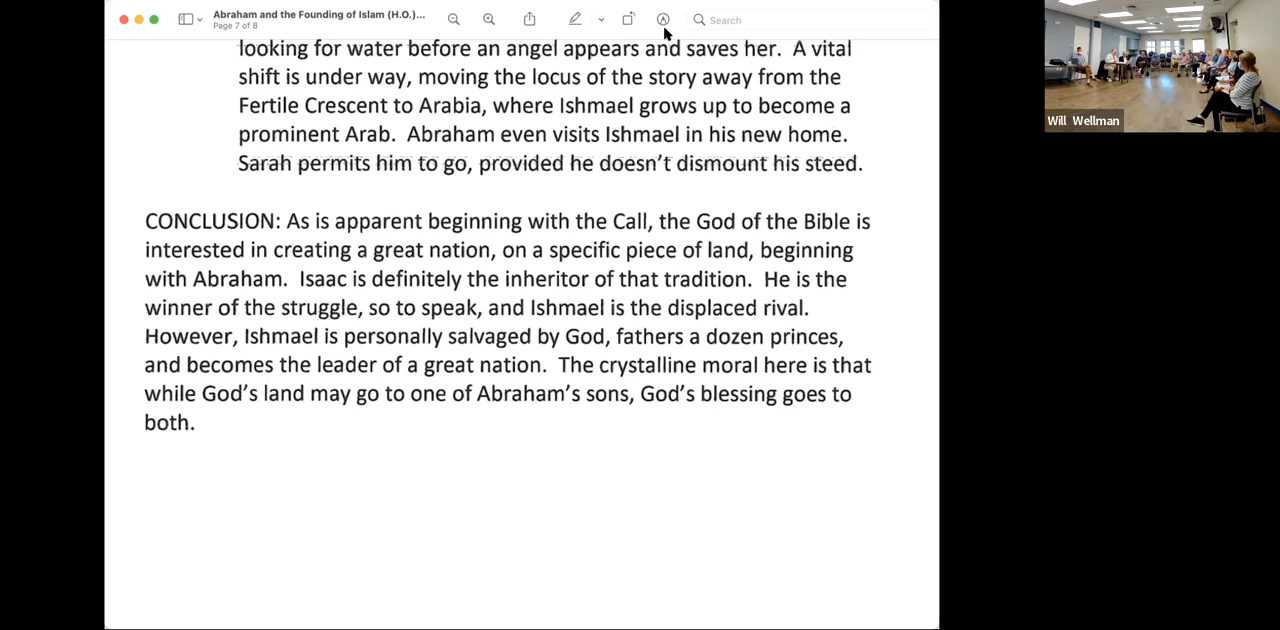 Abraham and the Founding of Islam (H.O.)...
Page 7 of 8
Search
looking for water before an angel appears and saves her.  A vital
shift is under way, moving the locus of the story away from the
Fertile Crescent to Arabia, where Ishmael grows up to become a
prominent Arab.  Abraham even visits Ishmael in his new home.
Sarah permits him to go, provided he doesn’t dismount his steed.
CONCLUSION: As is apparent beginning with the Call, the God of the Bible is
interested in creating a great nation, on a specific piece of land, beginning
with Abraham.  Isaac is definitely the inheritor of that tradition.  He is the
winner of the struggle, so to speak, and Ishmael is the displaced rival.
However, Ishmael is personally salvaged by God, fathers a dozen princes,
and becomes the leader of a great nation.  The crystalline moral here is that
while God’s land may go to one of Abraham’s sons, God’s blessing goes to
both.
Will Wellman